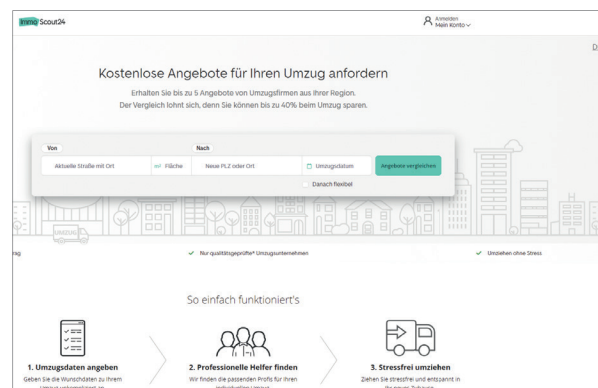 Immo Scout24
Anmelden
Mein Konto
D
Kostenlose Angebote für Ihren Umzug anfordern
Erhalten Sie bis zu 5 Angebote von Umzugsfirmen aus Ihrer Region.
Der Vergleich lohnt sich, denn Sie können bis zu 40% beim Umzug sparen.
Von
Nach
Aktuelle Straße mit Ort
m² Fläche
Neue PLZ oder Ort
Umzugsdatum
Angebote vergleichen
Danach flexibel
UMZUG
rag
Nur qualitätsgeprüfte* Umzugsunternehmen
Umziehen ohne Stress
So einfach funktioniert's
1. Umzugsdaten angeben
2. Professionelle Helfer finden
3. Stressfrei umziehen
Geben Sie die Wunschdaten zu Ihrem
Wir finden die passenden Profis für Ihren
Ziehen Sie stressfrei und entspannt in